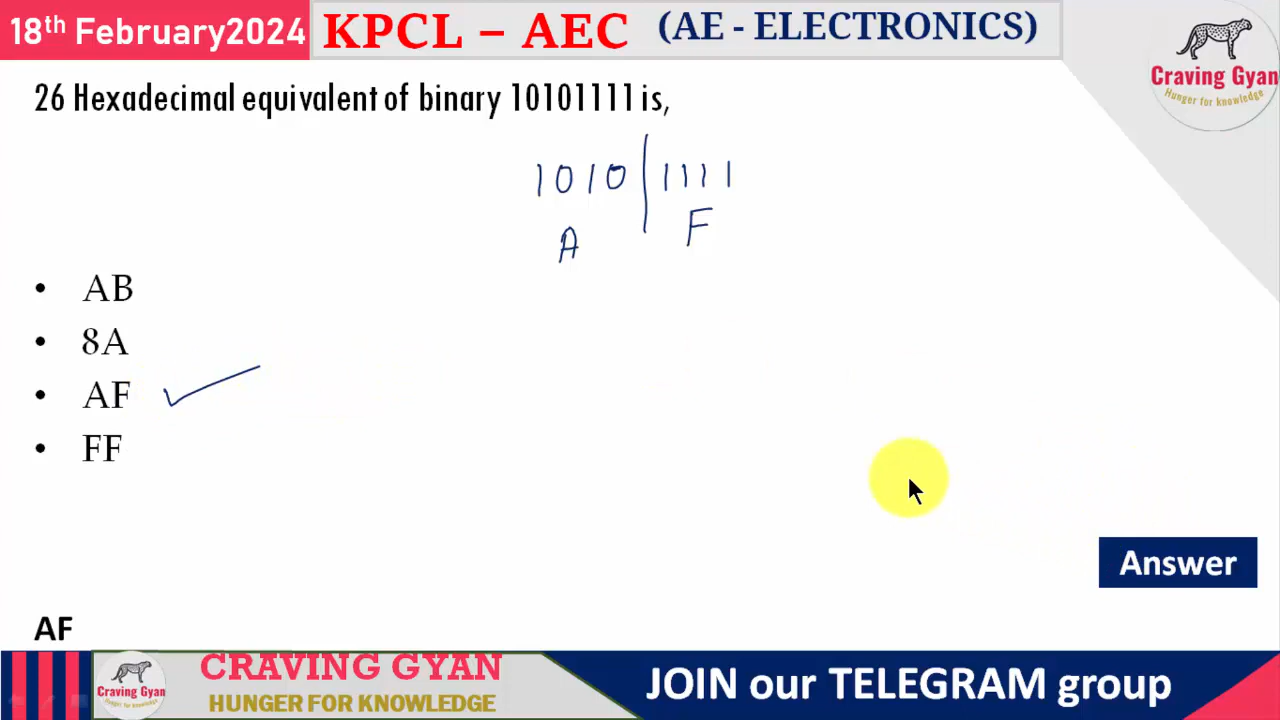 18th February2024
KPCL – AEC
(AE - ELECTRONICS)
Craving Gyan
Hunger for knowledge
26 Hexadecimal equivalent of binary 10101111 is,
1010 | 1111
A F
• AB
• 8A
• AF ✓
• FF
Answer
AF
Craving Gyan
CRAVING GYAN
HUNGER FOR KNOWLEDGE
JOIN our TELEGRAM group